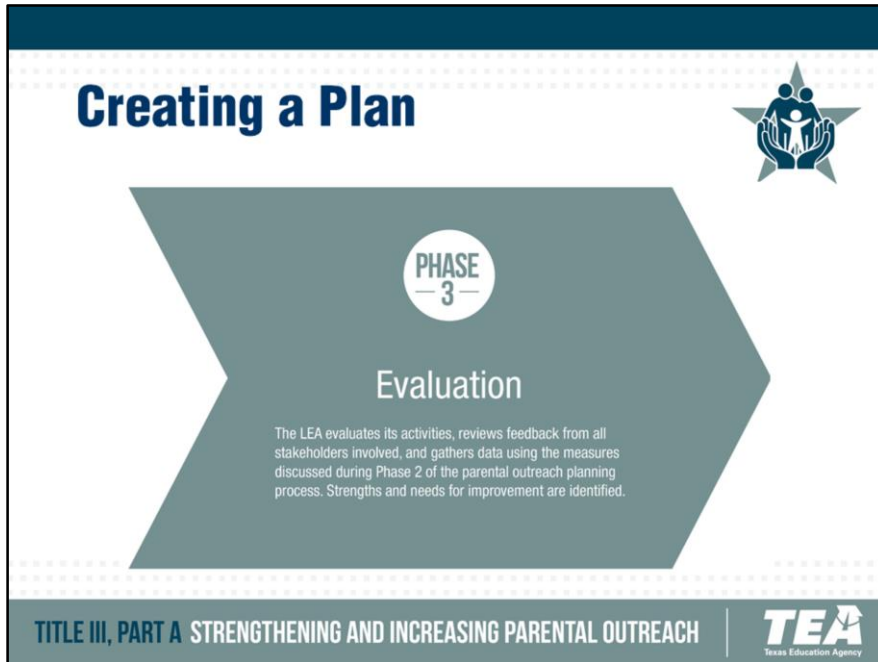 Creating a Plan
PHASE
3
Evaluation
The LEA evaluates its activities, reviews feedback from all
stakeholders involved, and gathers data using the measures
discussed during Phase 2 of the parental outreach planning
process. Strengths and needs for improvement are identified.
TITLE III, PART A STRENGTHENING AND INCREASING PARENTAL OUTREACH
TEA
Texas Education Agency